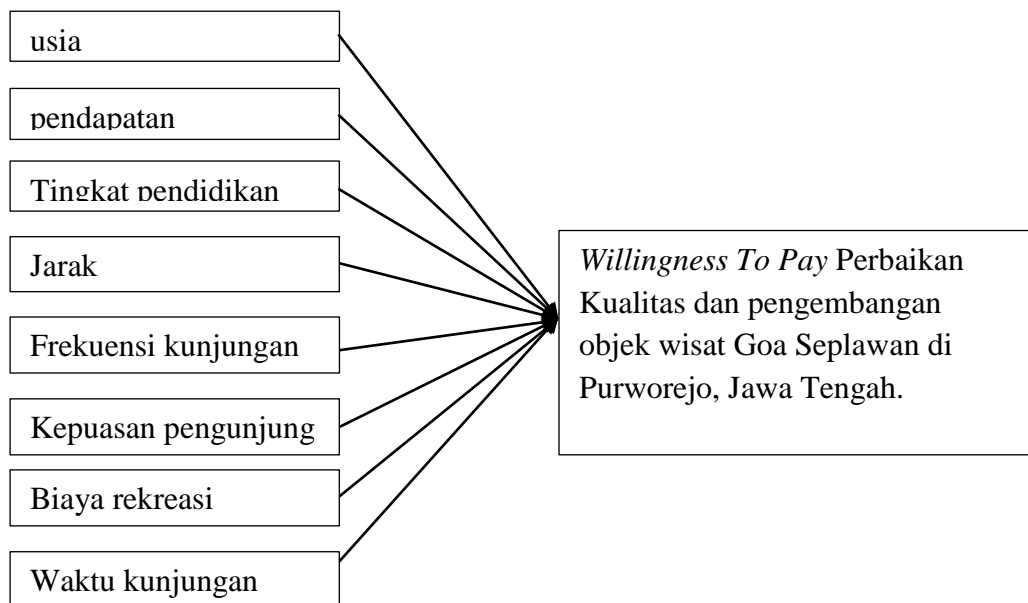 usia
pendapatan
Tingkat pendidikan
Jarak
Frekuensi kunjungan
Kepuasan pengunjung
Biaya rekreasi
Waktu kunjungan
Willingness To Pay Perbaikan
Kualitas dan pengembangan
objek wisat Goa Seplawan di
Purworejo, Jawa Tengah.